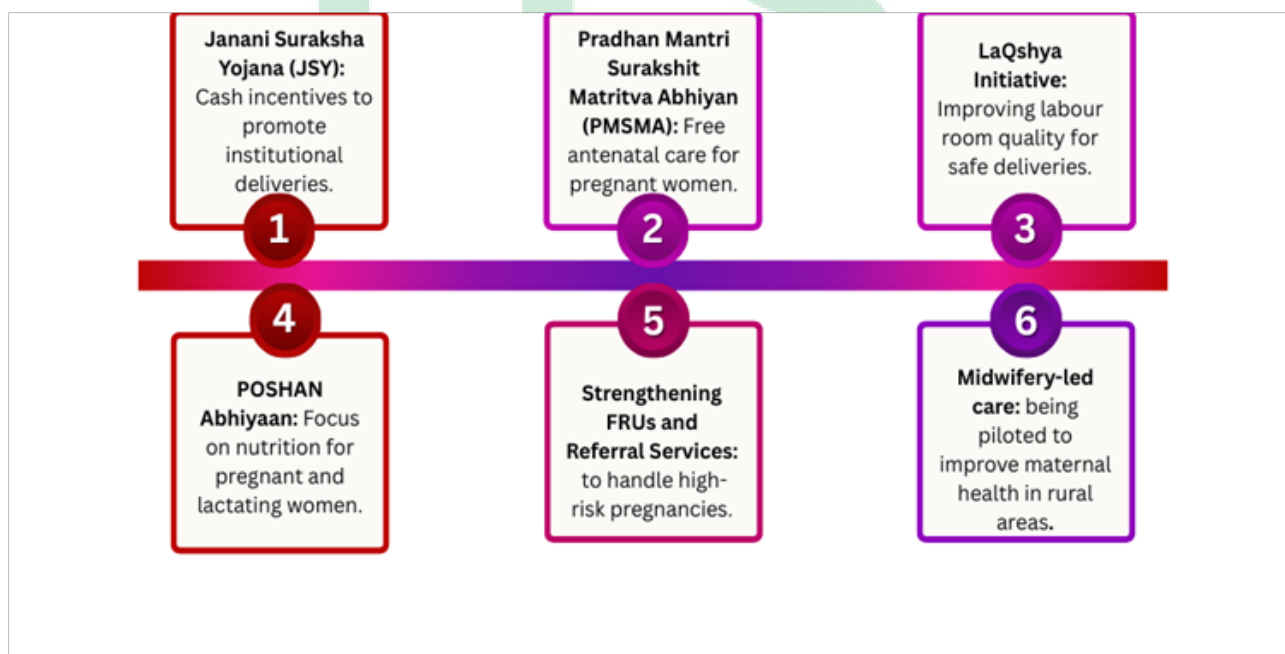 Janani Suraksha
Yojana (JSY):
Cash incentives to
promote
institutional
deliveries.
1
Pradhan Mantri
Surakshit
Matritva Abhiyan
(PMSMA): Free
antenatal care for
pregnant women.
2
LaQshya
Initiative:
Improving labour
room quality for
safe deliveries.
3
4
POSHAN
Abhiyaan: Focus
on nutrition for
pregnant and
lactating women.
5
Strengthening
FRUs and
Referral Services:
to handle high-
risk pregnancies.
6
Midwifery-led
care: being
piloted to
improve maternal
health in rural
areas.